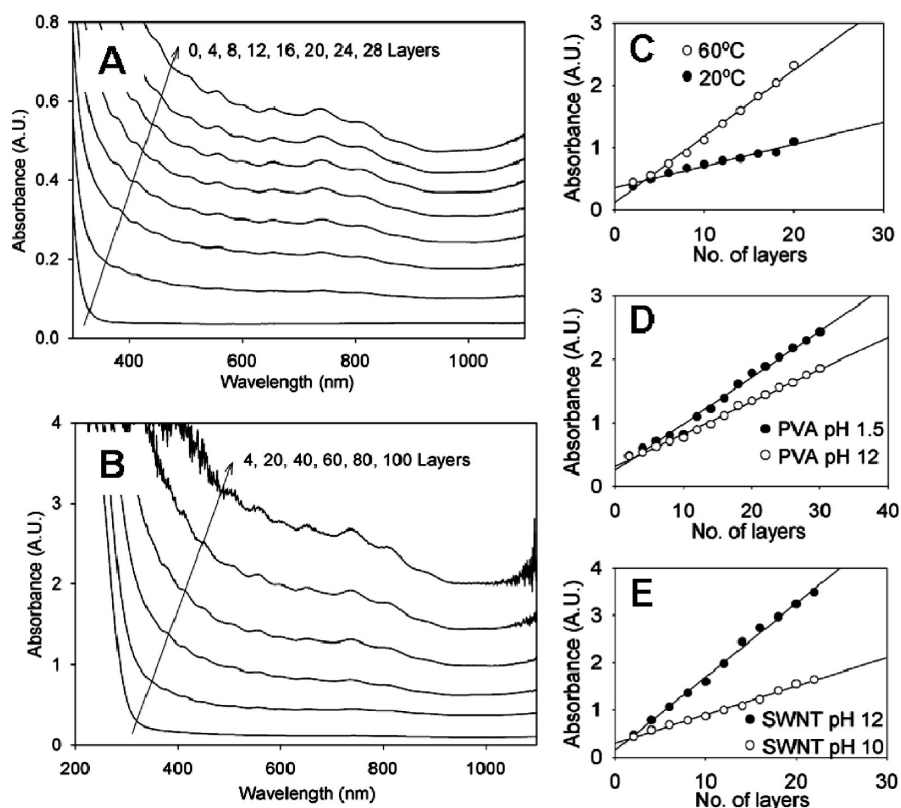 A
0, 4, 8, 12, 16, 20, 24, 28 Layers
0.8
0.6
0.4
0.2
0.0
Absorbance (A.U.)
400 600 800 1000
Wavelength (nm)
B
4, 20, 40, 60, 80, 100 Layers
4
3
2
1
0
Absorbance (A.U.)
200 400 600 800 1000
Wavelength (nm)
C
60ºC
20ºC
3
2
1
0
Absorbance (A.U.)
0 10 20 30
No. of layers
D
PVA pH 1.5
PVA pH 12
3
2
1
0
Absorbance (A.U.)
0 10 20 30 40
No. of layers
E
SWNT pH 12
SWNT pH 10
4
3
2
1
0
Absorbance (A.U.)
0 10 20 30
No. of layers